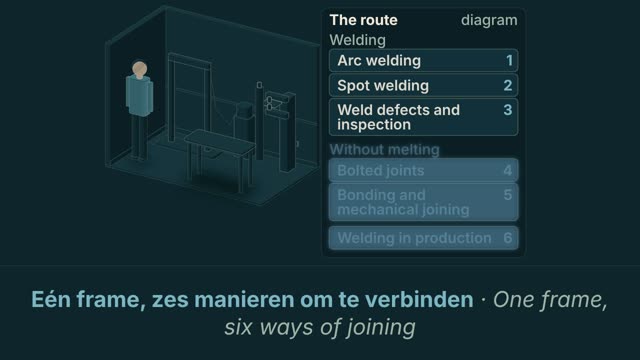 The route diagram
Welding
Arc welding 1
Spot welding 2
Weld defects and 3
inspection
Without melting
Bolted joints 4
Bonding and 5
mechanical joining
Welding in production 6
Eén frame, zes manieren om te verbinden · One frame,
six ways of joining